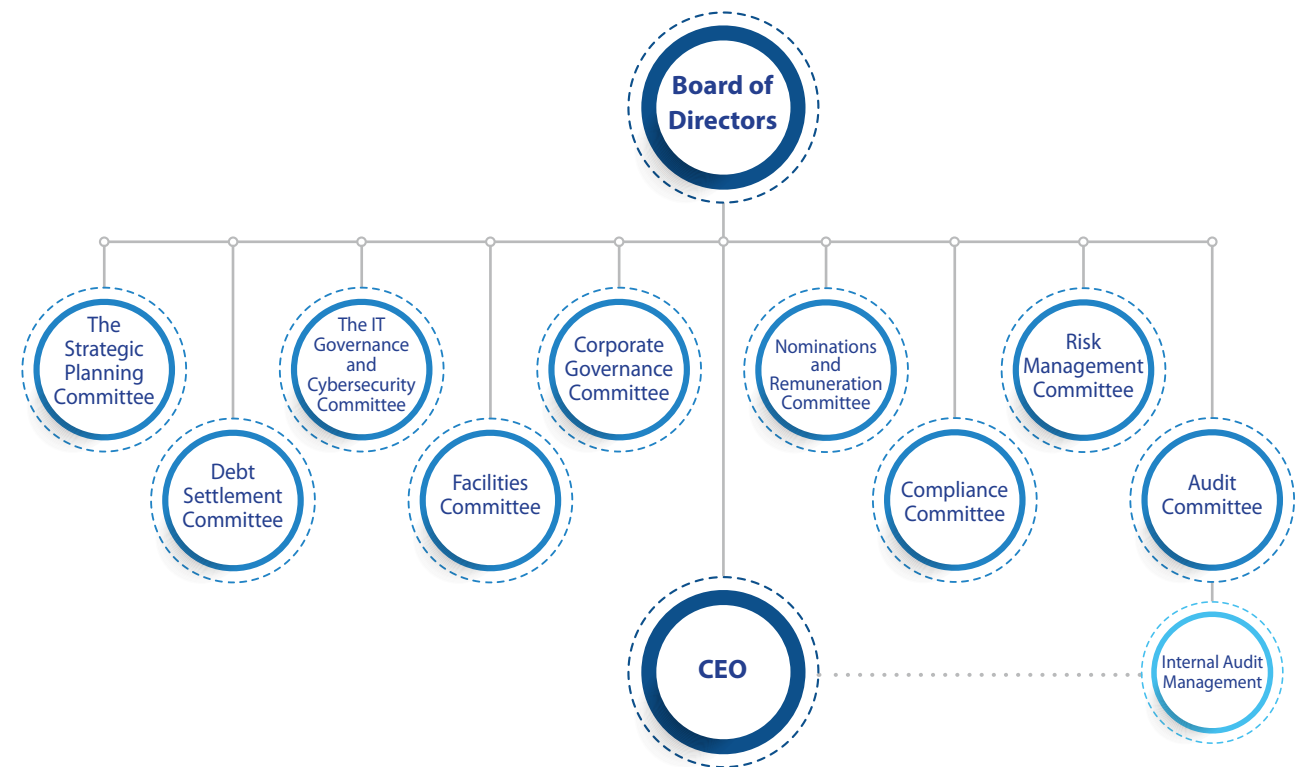 Board of
Directors
The
Strategic
Planning
Committee
The IT
Governance
and
Cybersecurity
Committee
Corporate
Governance
Committee
Nominations
and
Remuneration
Committee
Risk
Management
Committee
Debt
Settlement
Committee
Facilities
Committee
Compliance
Committee
Audit
Committee
CEO
Internal Audit
Management